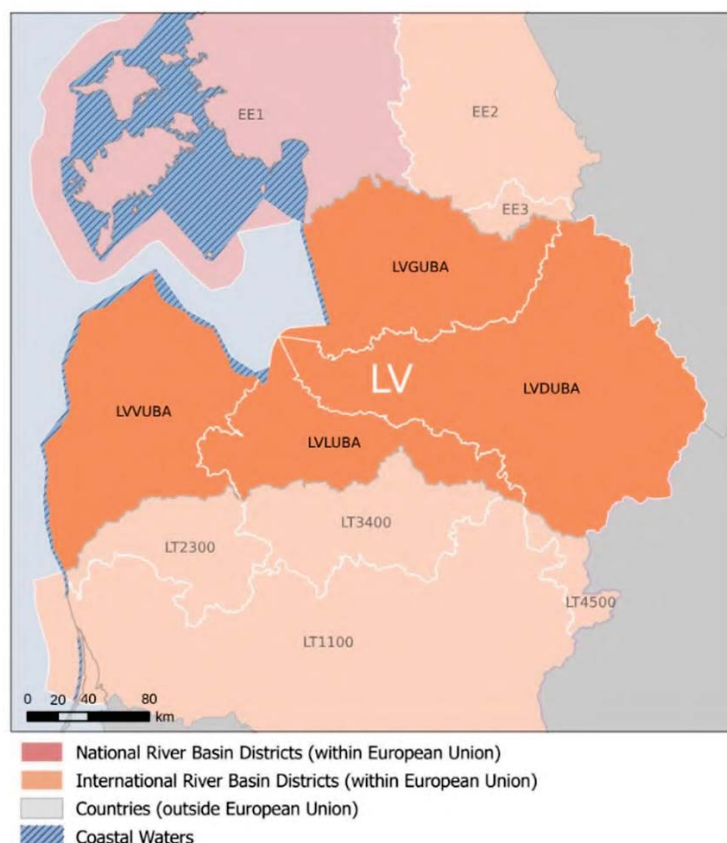 EE1
EE2
EE3
LVGUBA
LV
LVDUBA
LVVUBA
LVLUBA
LT3400
LT2300
LT4500
LT1100
0 20 40 80
km
National River Basin Districts (within European Union)
International River Basin Districts (within European Union)
Countries (outside European Union)
Coastal Waters